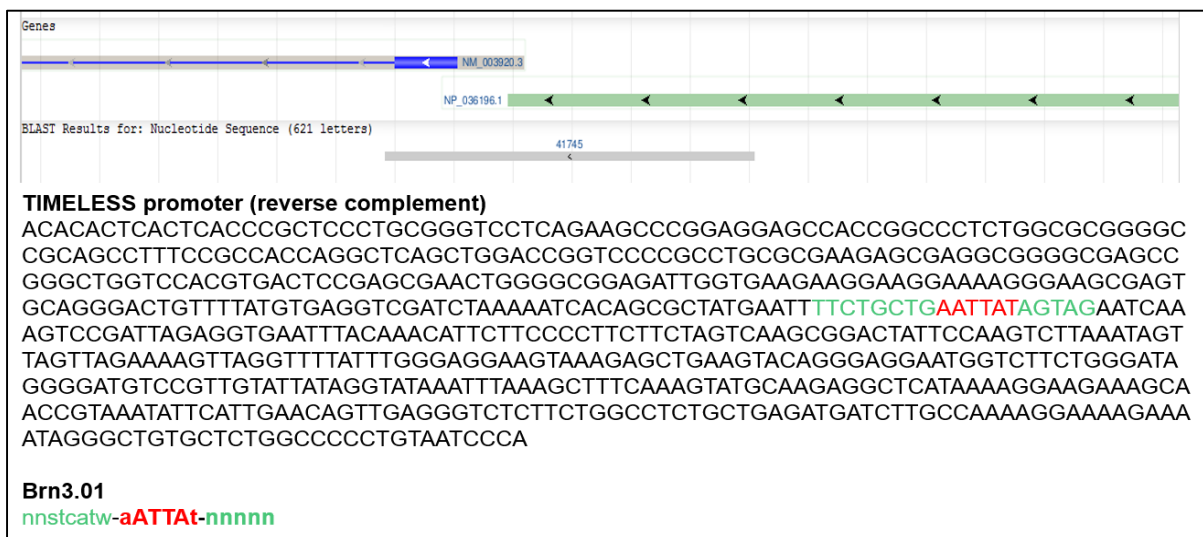 Genes
NM_003920.3
NP_036196.1
BLAST Results for: Nucleotide Sequence (621 letters)
41745
TIMELESS promoter (reverse complement)
ACACACTCACTCACCCGCTCCCTGCGGGTCCTCAGAAGCCCGGAGGAGCCACCGGCCCTCTGGCGCGGGGC
CGCAGCCTTTCCGCCACCAGGCTCAGCTGGACCGGTCCCCGCCTGCGCGAAGAGCGAGGCGGGGCGAGCC
GGGCTGGTCCACGTGACTCCGAGCGAACTGGGGCGGAGATTGGTGAAGAAGGAAGGAAAAGGGAAGCGAGT
GCAGGGACTGTTTTATGTGAGGTCGATCTAAAAATCACAGCGCTATGAATTTTCTGCTGAATTATAGTAGAATCAA
AGTCCGATTAGAGGTGAATTTACAAACATTCTTCCCCTTCTTCTAGTCAAGCGGACTATTCCAAGTCTTAAATAGT
TAGTTAGAAAAGTTAGGTTTTATTTGGGAGGAAGTAAAGAGCTGAAGTACAGGGAGGAATGGTCTTCTGGGATA
GGGGATGTCCGTTGTATTATAGGTATAAATTTAAAGCTTTCAAAGTATGCAAGAGGCTCATAAAAGGAAGAAAGCA
ACCGTAAATATTCATTGAACAGTTGAGGGTCTCTTCTGGCCTCTGCTGAGATGATCTTGCCAAAAGGAAAAGAAA
ATAGGGCTGTGCTCTGGCCCCCTGTAATCCCA
Brn3.01
nnstcatw-aATTAt-nnnnn